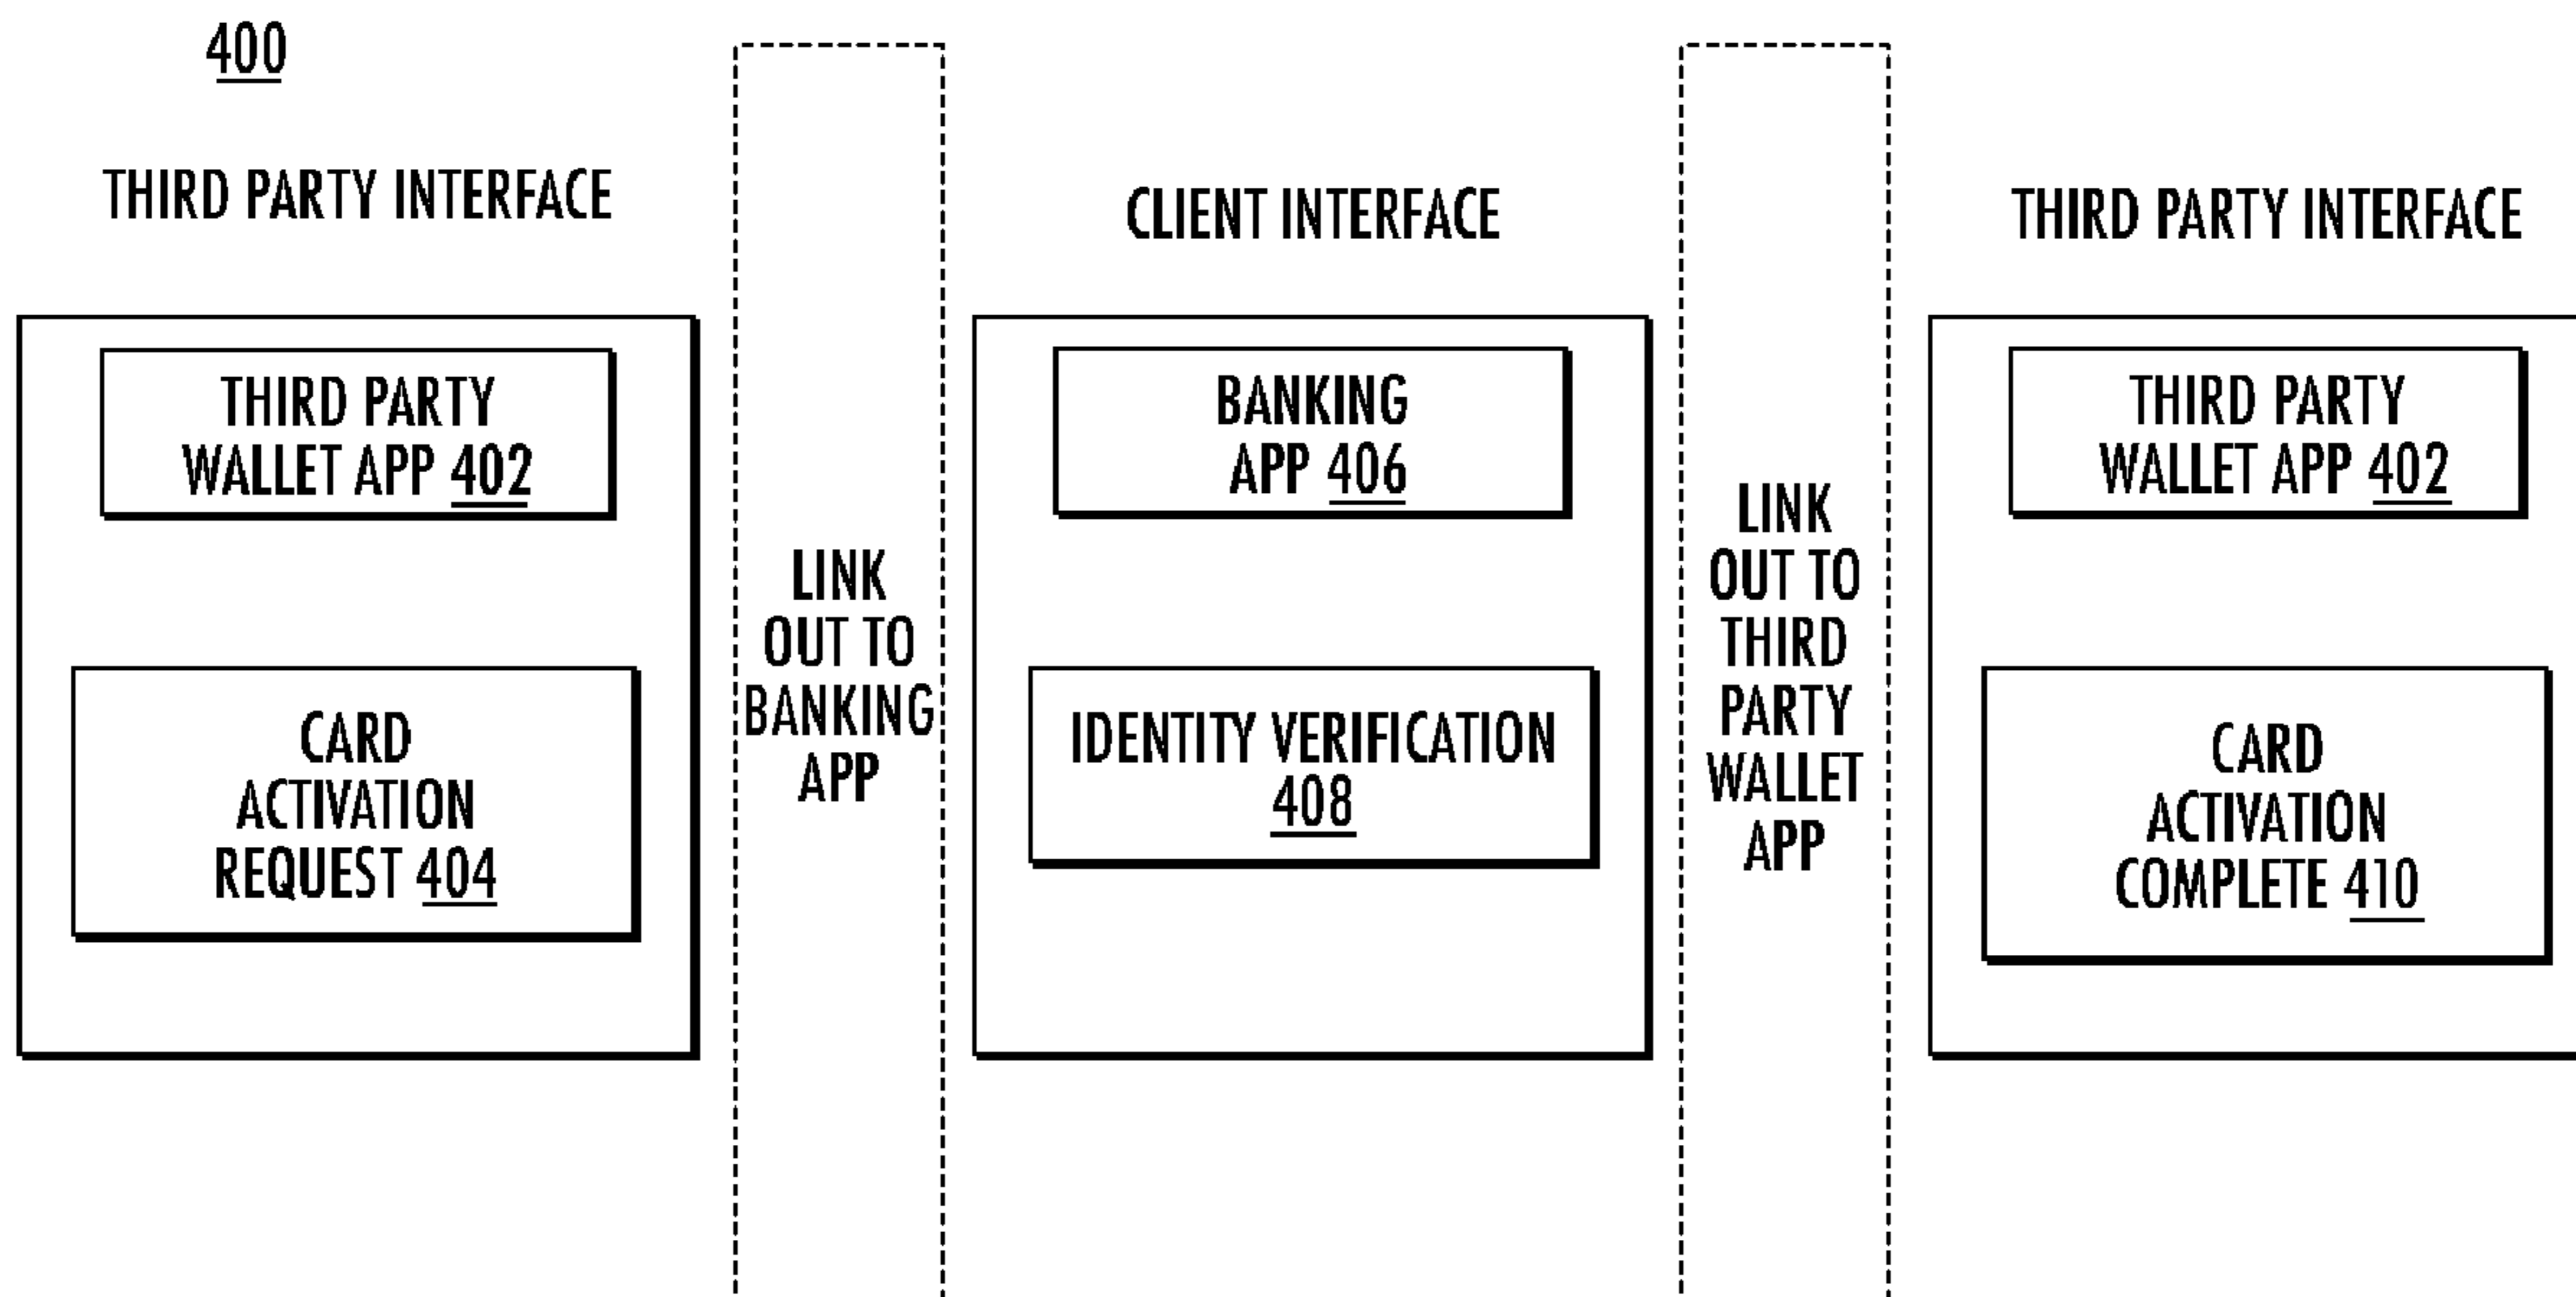 400
THIRD PARTY INTERFACE
THIRD PARTY
WALLET APP 402
CARD
ACTIVATION
REQUEST 404
LINK
OUT TO
BANKING
APP
CLIENT INTERFACE
BANKING
APP 406
IDENTITY VERIFICATION
408
LINK
OUT TO
THIRD
PARTY
WALLET
APP
THIRD PARTY INTERFACE
THIRD PARTY
WALLET APP 402
CARD
ACTIVATION
COMPLETE 410